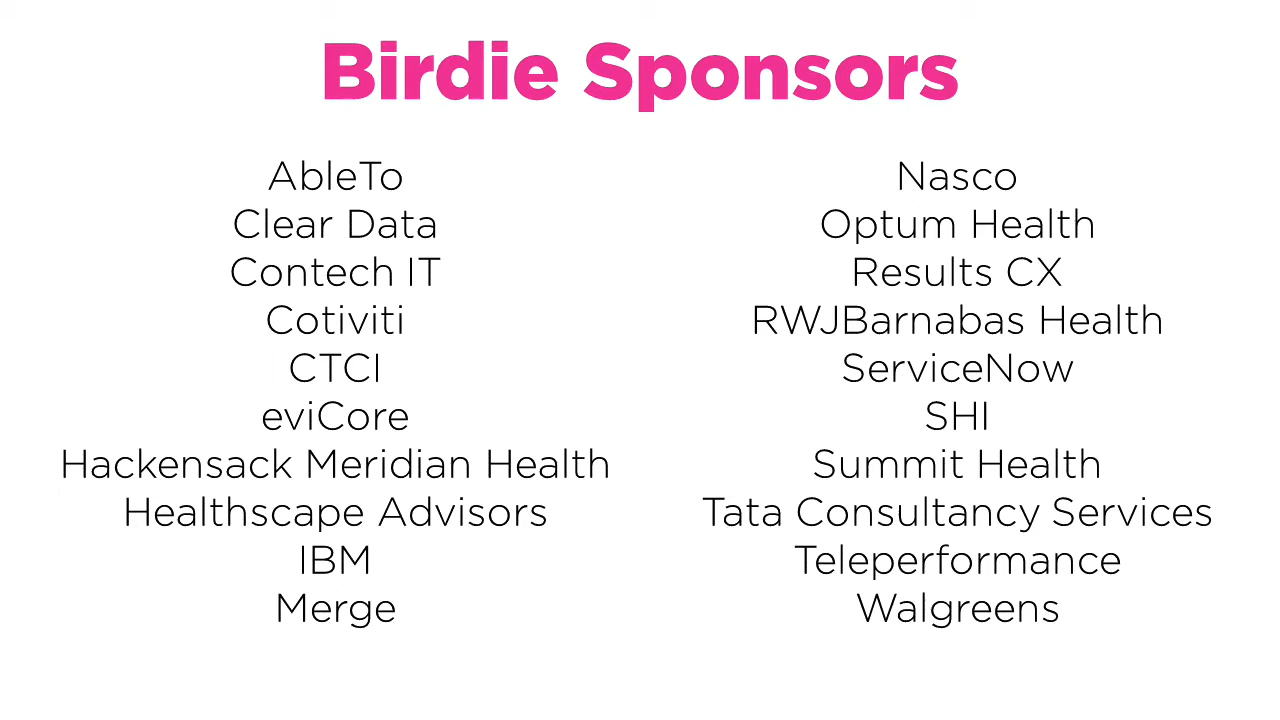 Birdie Sponsors
AbleTo
Clear Data
Contech IT
Cotiviti
CTCI
eviCore
Hackensack Meridian Health
Healthscape Advisors
IBM
Merge
Nasco
Optum Health
Results CX
RWJBarnabas Health
ServiceNow
SHI
Summit Health
Tata Consultancy Services
Teleperformance
Walgreens